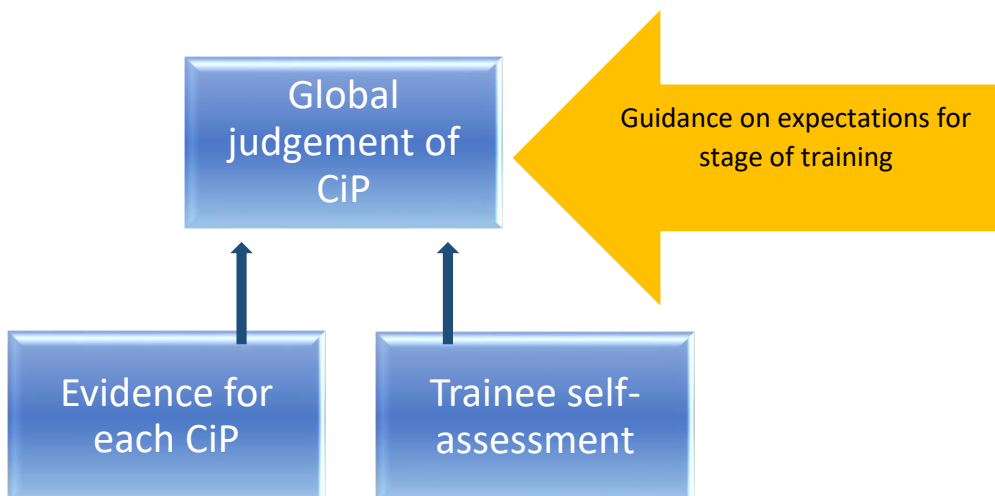 Global
judgement of
CiP
Guidance on expectations for
stage of training
Evidence for
each CiP
Trainee self-
assessment